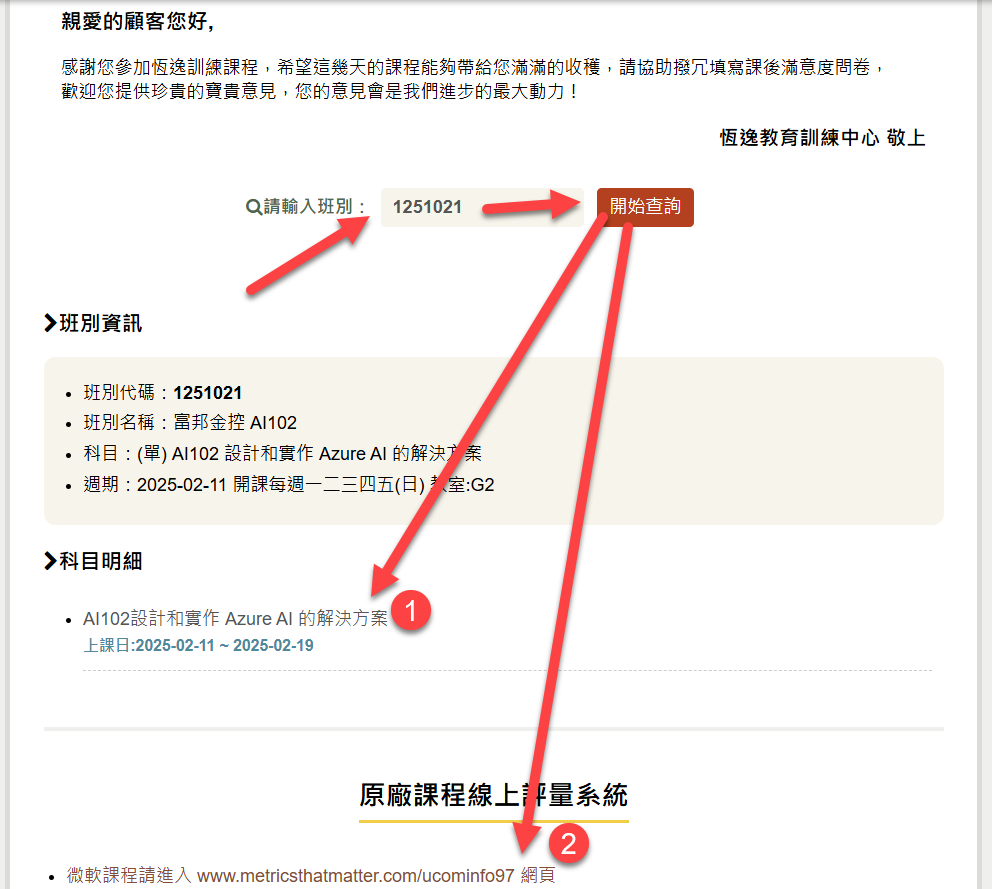 親愛的顧客您好,
感謝您參加恆逸訓練課程，希望這幾天的課程能夠帶給您滿滿的收穫，請協助撥冗填寫課後滿意度問卷，
歡迎您提供珍貴的寶貴意見，您的意見會是我們進步的最大動力！
恆逸教育訓練中心 敬上
請輸入班別： 1251021 開始查詢
班別資訊
班別代碼：1251021
班別名稱：富邦金控 AI102
科目：(單) AI102 設計和實作 Azure AI 的解決方案
週期：2025-02-11 開課每週一二三四五(日) 教室:G2
科目明細
AI102設計和實作 Azure AI 的解決方案 1
上課日:2025-02-11 ~ 2025-02-19
原廠課程線上評量系統
2
微軟課程請進入 www.metricsthatmatter.com/ucominfo97 網頁